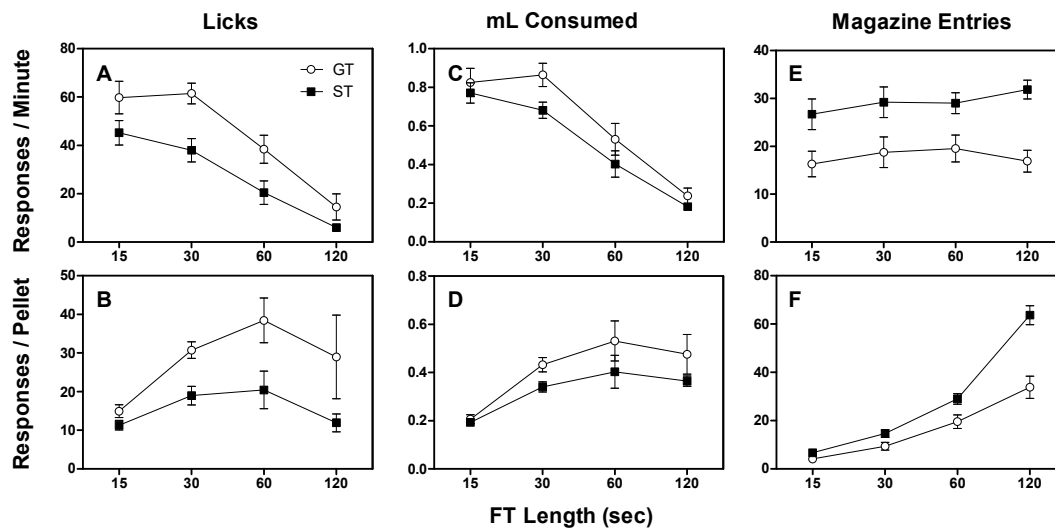 Licks
mL Consumed
Magazine Entries
Responses / Minute
A
GT
ST
80
60
40
20
0
15 30 60 120
C
1.0
0.8
0.6
0.4
0.2
0.0
15 30 60 120
E
40
30
20
10
0
15 30 60 120
Responses / Pellet
B
50
40
30
20
10
0
15 30 60 120
D
0.8
0.6
0.4
0.2
0.0
15 30 60 120
F
80
60
40
20
0
15 30 60 120
FT Length (sec)